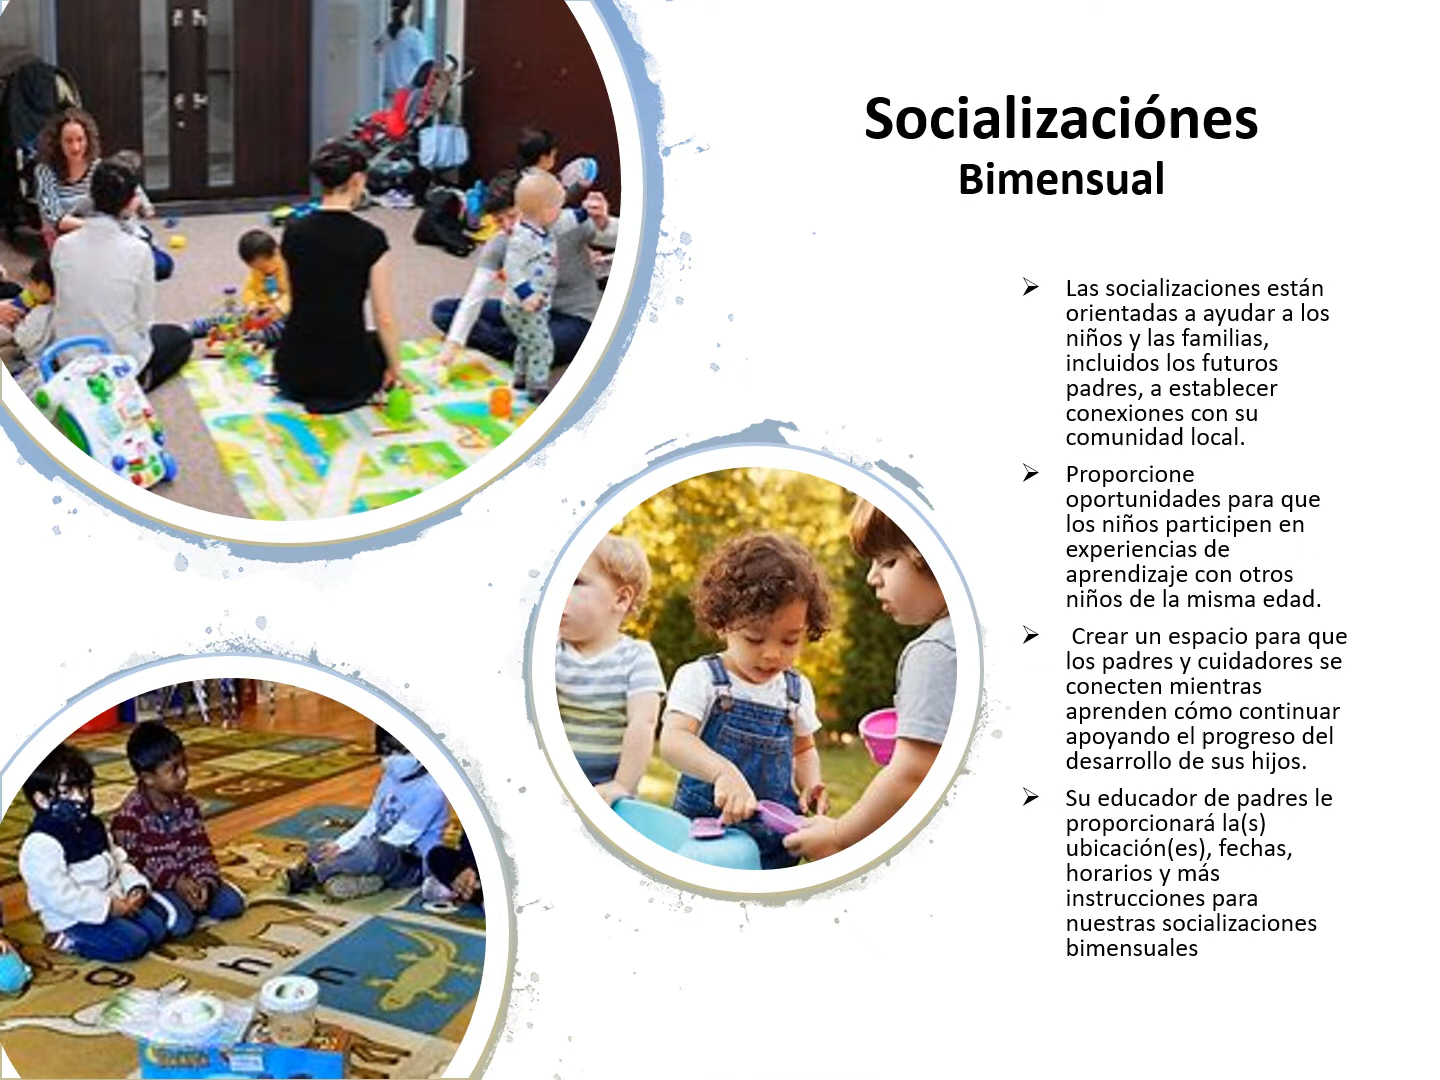 Socializaciónes
Bimensual
Las socializaciones están
orientadas a ayudar a los
niños y las familias,
incluidos los futuros
padres, a establecer
conexiones con su
comunidad local.
Proporcione
oportunidades para que
los niños participen en
experiencias de
aprendizaje con otros
niños de la misma edad.
Crear un espacio para que
los padres y cuidadores se
conecten mientras
aprenden cómo continuar
apoyando el progreso del
desarrollo de sus hijos.
Su educador de padres le
proporcionará la(s)
ubicación(es), fechas,
horarios y más
instrucciones para
nuestras socializaciones
bimensuales
g
h
n